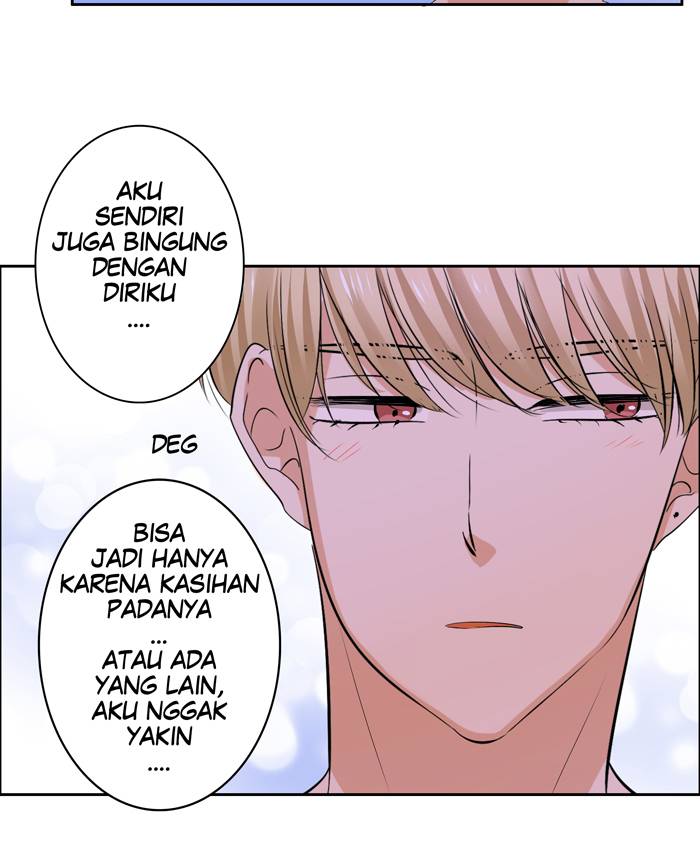 AKU
SENDIRI
JUGA BINGUNG
DENGAN
DIRIKU
....
DEG
BISA
JADI HANYA
KARENA KASIHAN
PADANYA
...
ATAU ADA
YANG LAIN,
AKU NGGAK
YAKIN
....